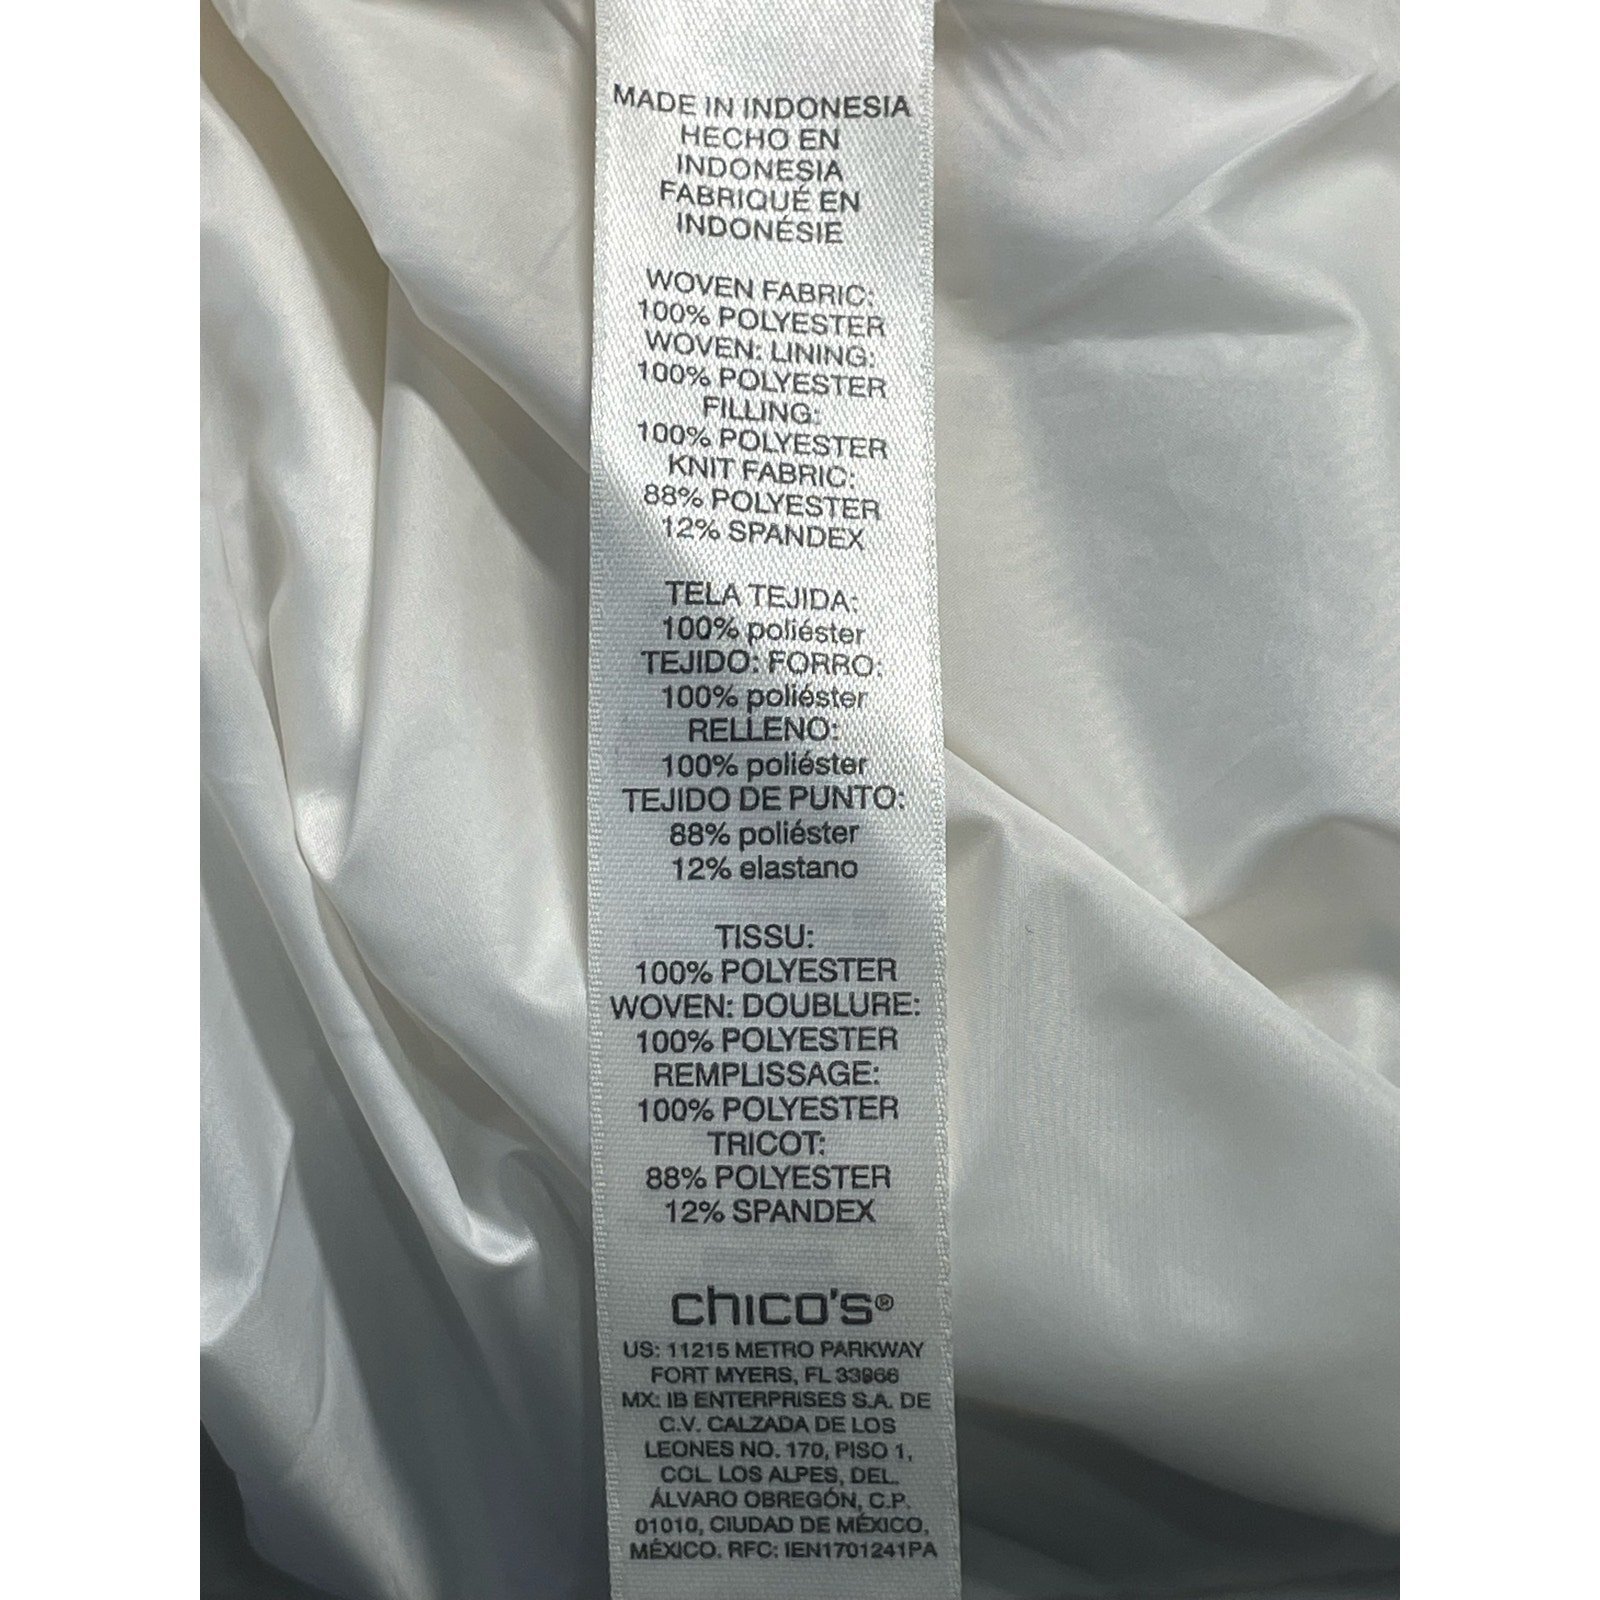 MADE IN INDONESIA
HECHO EN
INDONESIA
FABRIQUÉ EN
INDONÉSIE
WOVEN FABRIC:
100% POLYESTER
WOVEN: LINING:
100% POLYESTER
FILLING:
100% POLYESTER
KNIT FABRIC:
88% POLYESTER
12% SPANDEX
TELA TEJIDA:
100% poliéster
TEJIDO: FORRO:
100% poliéster
RELLENO:
100% poliéster
TEJIDO DE PUNTO:
88% poliéster
12% elastano
TISSU:
100% POLYESTER
WOVEN: DOUBLURE:
100% POLYESTER
REMPLISSAGE:
100% POLYESTER
TRICOT:
88% POLYESTER
12% SPANDEX
chico's®
US: 11215 METRO PARKWAY
FORT MYERS, FL 33966
MX: IB ENTERPRISES S.A. DE
C.V. CALZADA DE LOS
LEONES NO. 170, PISO 1,
COL. LOS ALPES, DEL.
ÁLVARO OBREGÓN, C.P.
01010, CIUDAD DE MÉXICO,
MÉXICO. RFC: IEN1701241PA